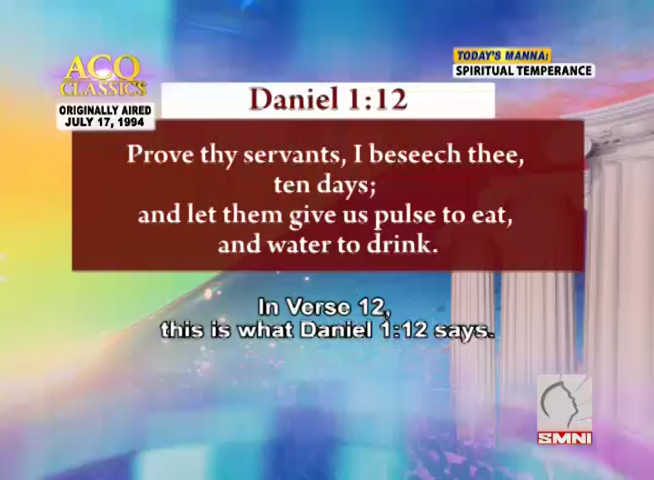 ACQ
CLASSICS
ORIGINALLY AIRED
JULY 17, 1994
TODAY'S MANNA:
SPIRITUAL TEMPERANCE
Daniel 1:12
Prove thy servants, I beseech thee,
ten days;
and let them give us pulse to eat,
and water to drink.
In Verse 12,
this is what Daniel 1:12 says.
SMNI